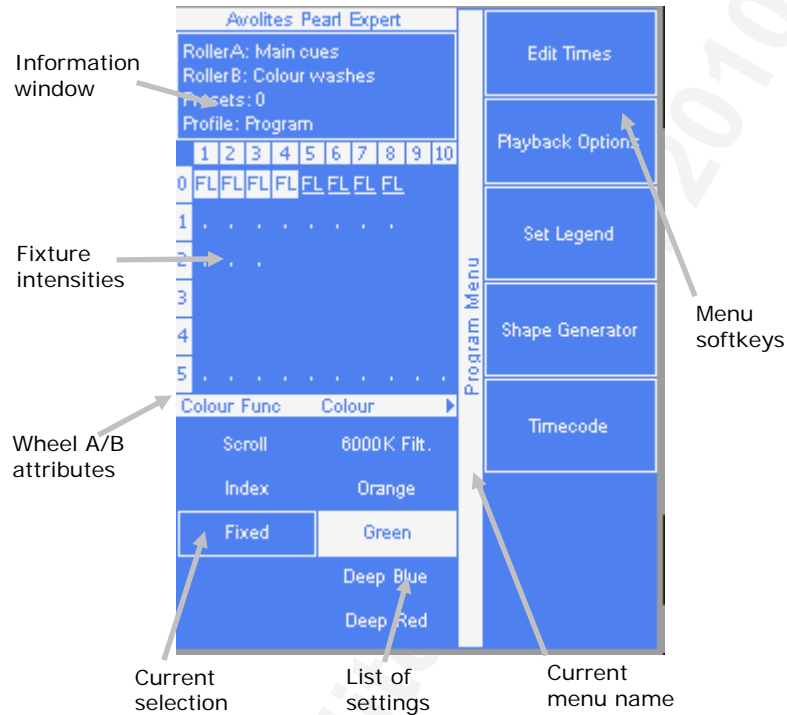 Avolites Pearl Expert
RollerA: Main cues
RollerB: Colour washes
Presets: 0
Profile: Program
1 2 3 4 5 6 7 8 9 10
0 FL FL FL FL FL FL FL FL
1 . . . . . . . .
2 . . .
3
4
5 . . . . . . . . . .
Colour Func Colour
Scroll 6000K Filt.
Index Orange
Fixed Green
Deep Blue
Deep Red
Program Menu
Edit Times
Playback Options
Set Legend
Shape Generator
Timecode
Information
window
Fixture
intensities
Wheel A/B
attributes
Current
selection
List of
settings
Current
menu name
Menu
softkeys
2010